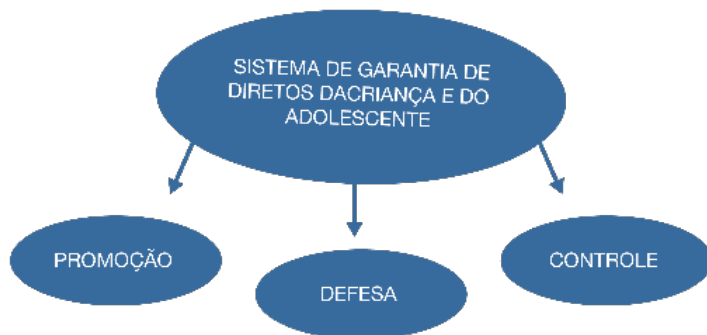 SISTEMA DE GARANTIA DE
DIRETOS DACRIANÇA E DO
ADOLESCENTE
PROMOÇÃO
DEFESA
CONTROLE